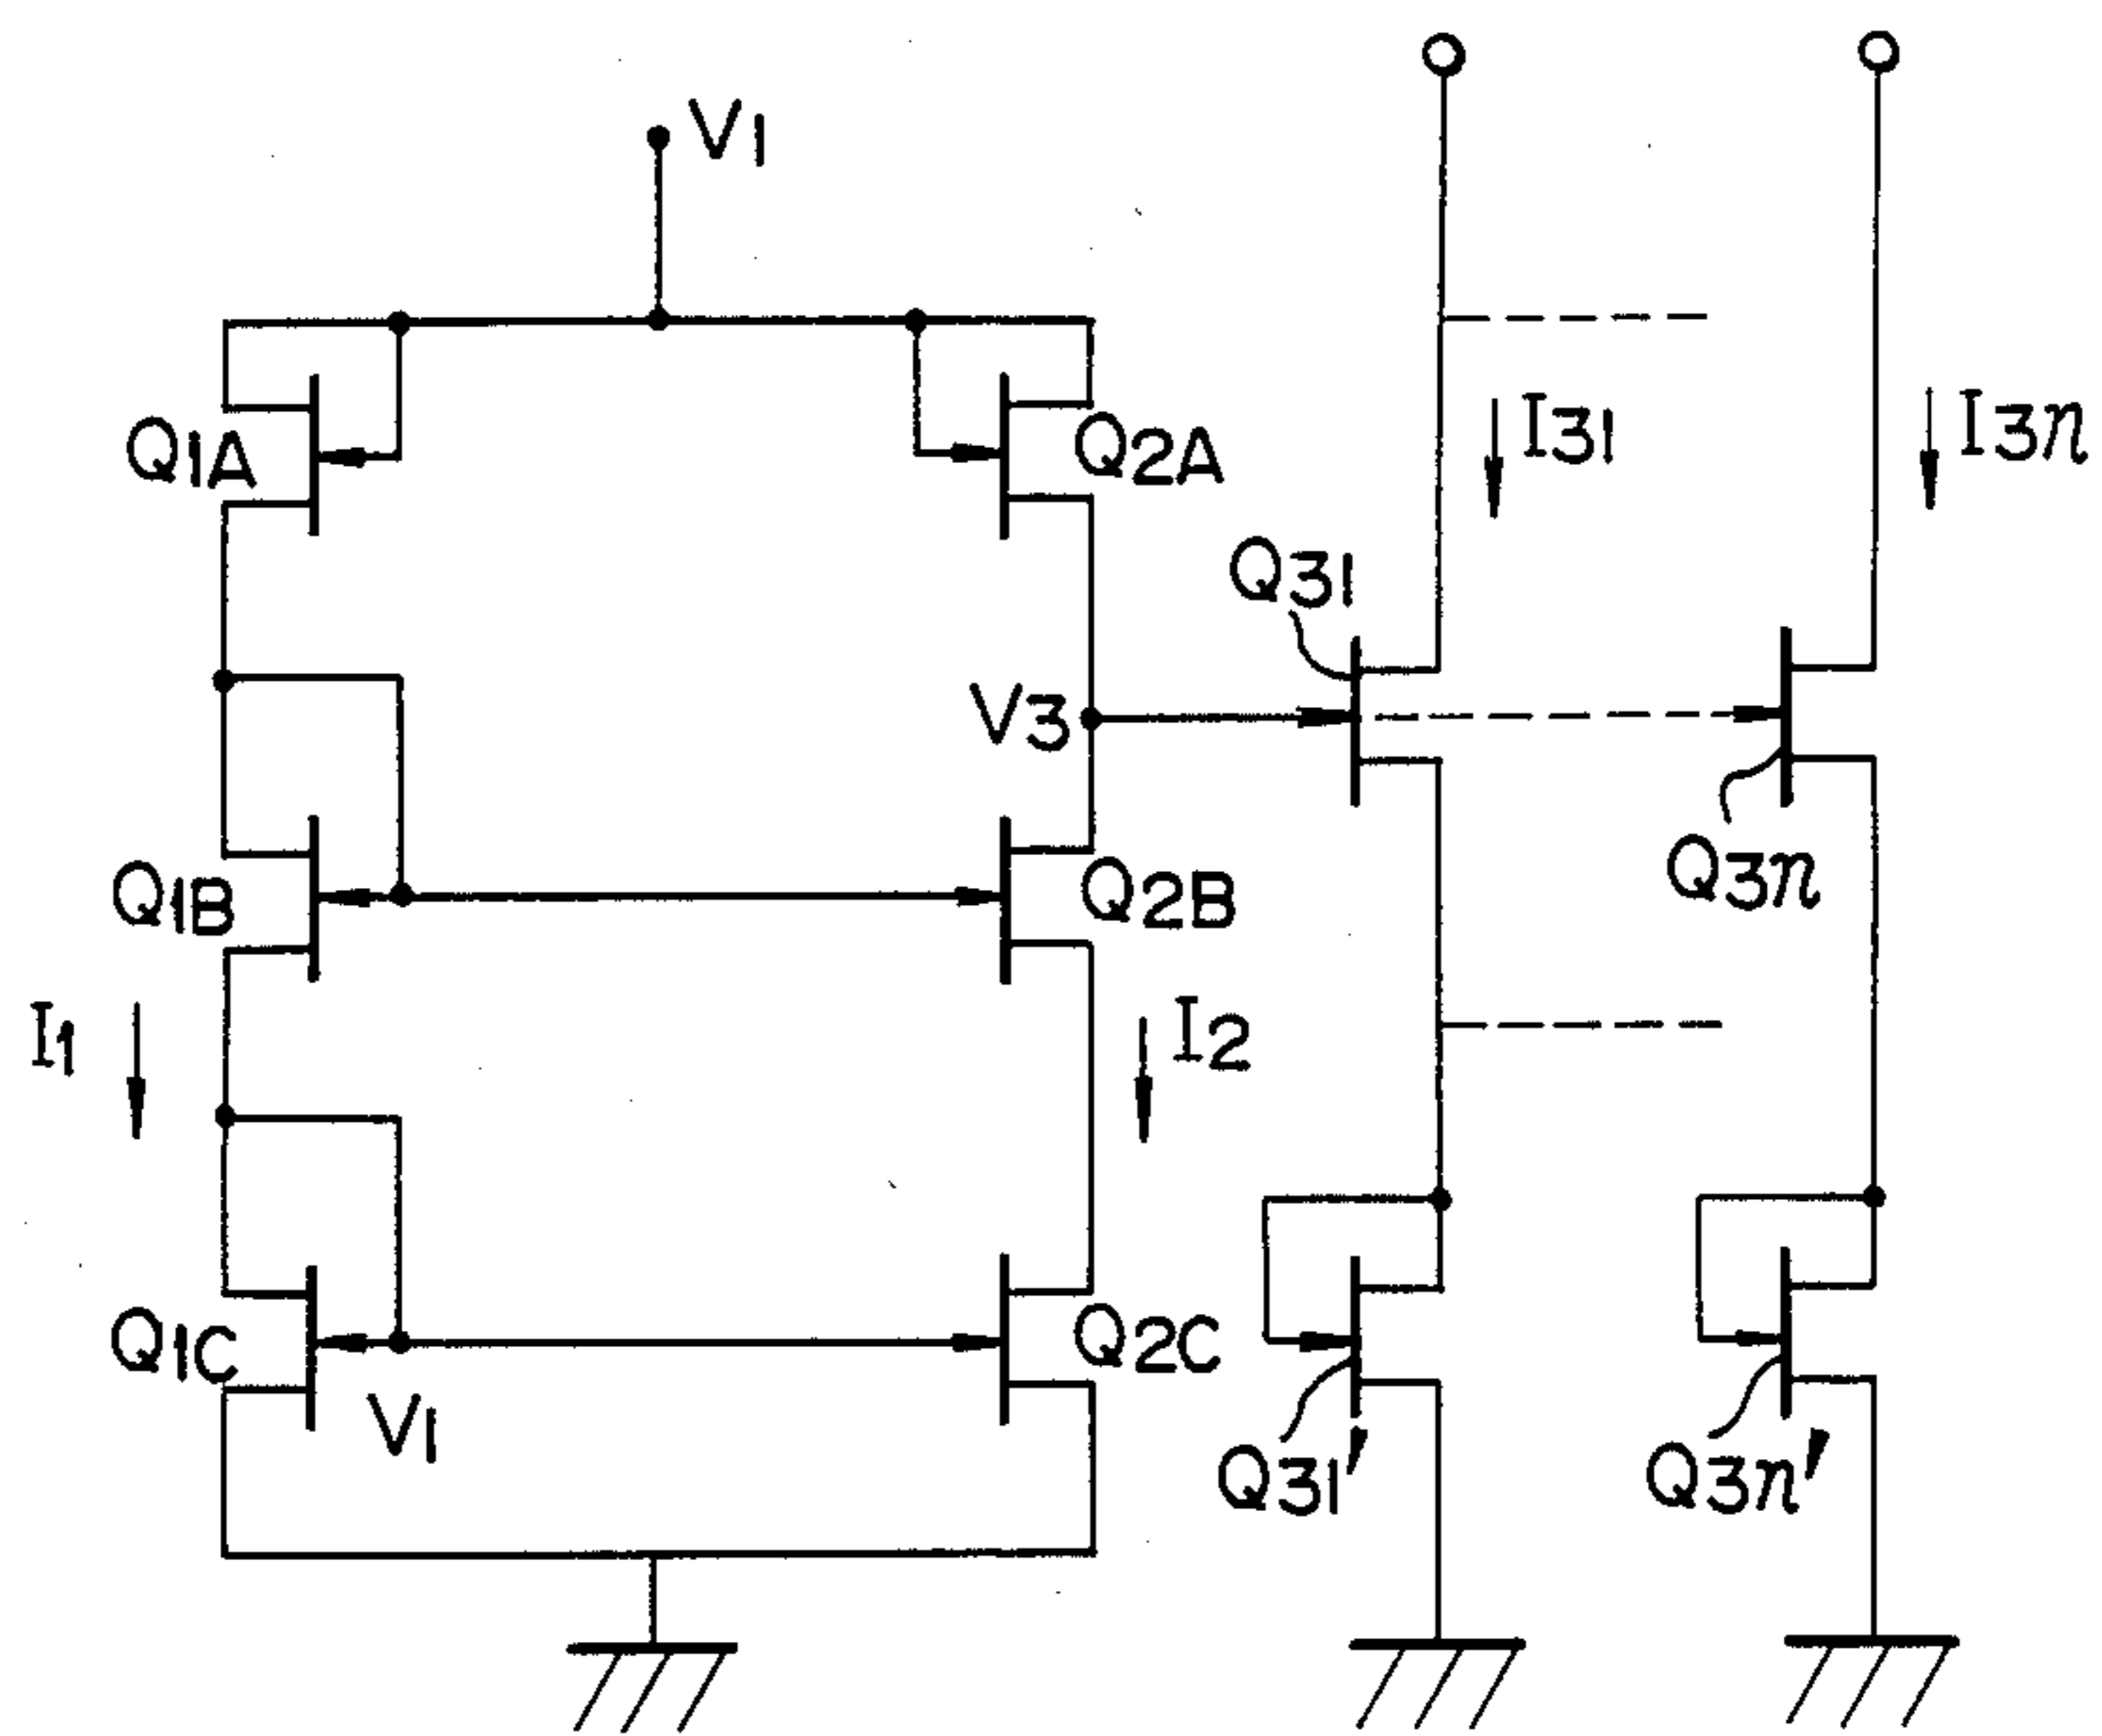 V1
Q1A
Q2A
I31
I3n
Q31
V3
Q3n
Q1B
Q2B
I1
I2
Q1C
Q2C
V1
Q31'
Q3n'